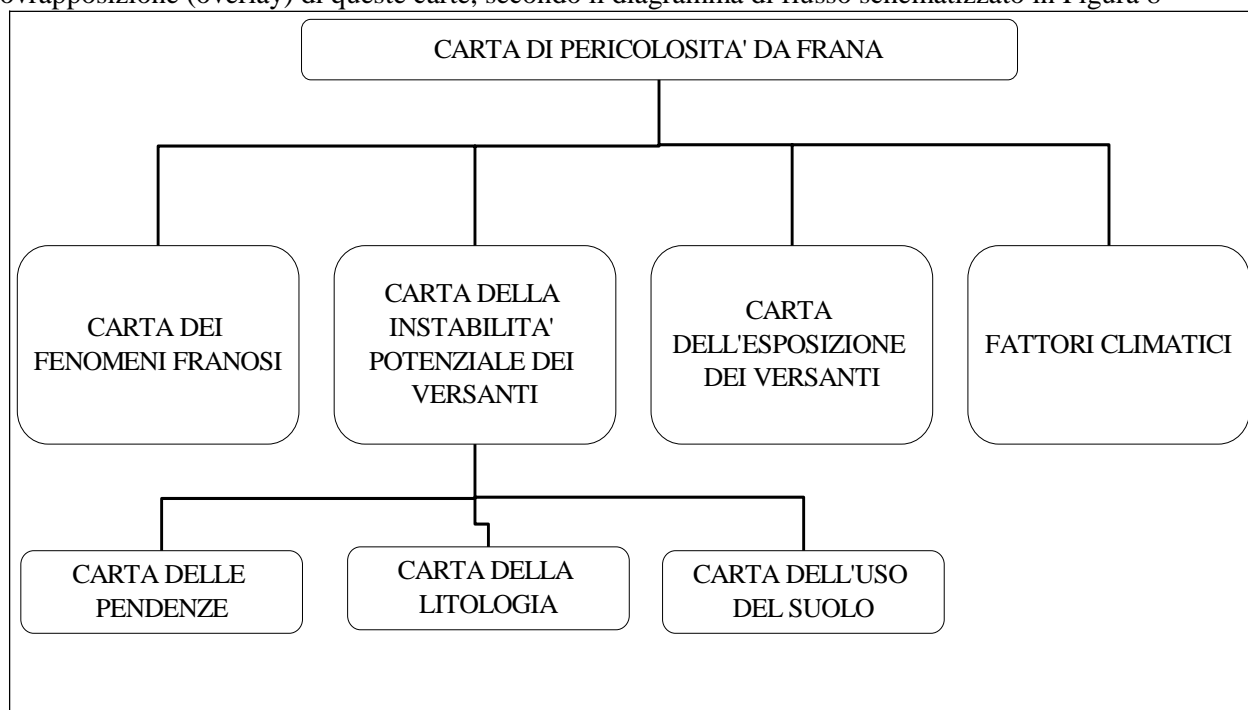 ovrapposizione (overlay) di queste carte, secondo il diagramma di flusso schematizzato in Figura 8
CARTA DI PERICOLOSITA' DA FRANA
CARTA DEI
FENOMENI FRANOSI
CARTA DELLA
INSTABILITA'
POTENZIALE DEI
VERSANTI
CARTA
DELL'ESPOSIZIONE
DEI VERSANTI
FATTORI CLIMATICI
CARTA DELLE
PENDENZE
CARTA DELLA
LITOLOGIA
CARTA DELL'USO
DEL SUOLO